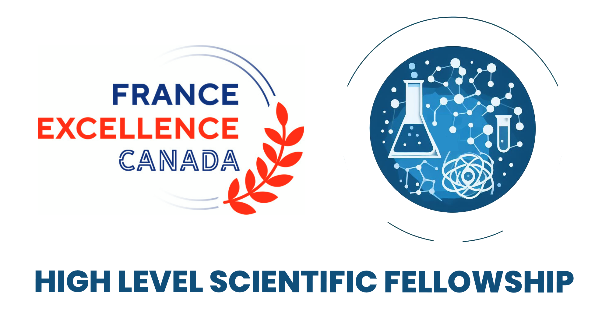 FRANCE
EXCELLENCE
CANADA
HIGH LEVEL SCIENTIFIC FELLOWSHIP